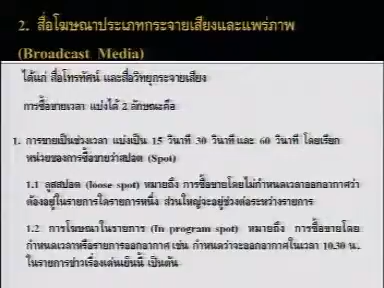 2. สื่อโฆษณาประเภทกระจายเสียงและแพร่ภาพ
(Broadcast Media)
ได้แก่ สื่อโทรทัศน์ และสื่อวิทยุกระจายเสียง
การซื้อขายเวลา แบ่งได้ 2 ลักษณะคือ
1. การขายเป็นช่วงเวลา แบ่งเป็น 15 วินาที 30 วินาที และ 60 วินาที โดยเรียก
หน่วยของการซื้อขายว่าสปอต (Spot)
1.1 ลูสสปอต (loose spot) หมายถึง การซื้อขายโดยไม่กำหนดเวลาออกอากาศว่า
ต้องอยู่ในรายการใดรายการหนึ่ง ส่วนใหญ่จะอยู่ช่วงต่อระหว่างรายการ
1.2 การโฆษณาในรายการ (In program spot) หมายถึง การซื้อขายโดย
กำหนดเวลาหรือรายการออกอากาศ เช่น กำหนดว่าจะออกอากาศในเวลา 10.30 น.
ในรายการข่าวเรื่องเด่นเย็นนี้ เป็นต้น